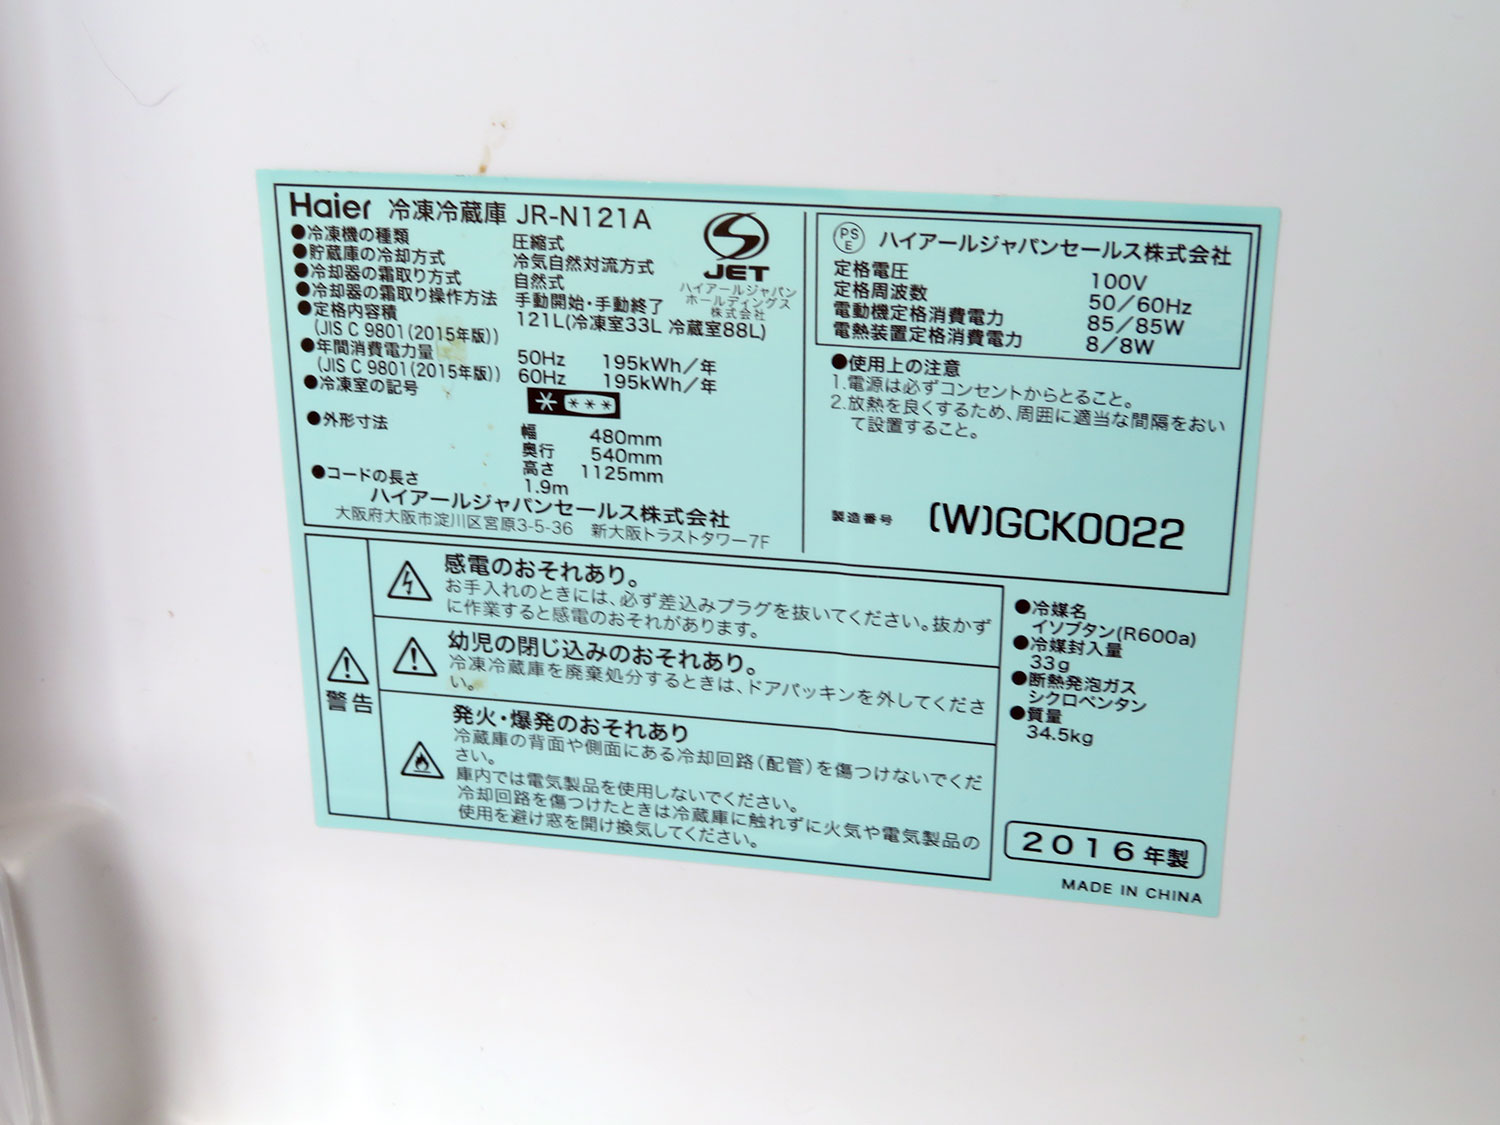 Haier 冷凍冷蔵庫 JR-N121A
●冷凍機の種類 圧縮式
●貯蔵庫の冷却方式 冷気自然対流方式
●冷却器の霜取り方式 自然式
●冷却器の霜取り操作方法 手動開始・手動終了
●定格内容積 121L(冷凍室33L 冷蔵室88L)
(JIS C 9801(2015年版))
●年間消費電力量 50Hz 195kWh/年
(JIS C 9801(2015年版)) 60Hz 195kWh/年
●冷凍室の記号 * ***
●外形寸法 幅 480mm
奥行 540mm
高さ 1125mm
●コードの長さ 1.9m
ハイアールジャパンセールス株式会社
大阪府大阪市淀川区宮原3-5-36 新大阪トラストタワー7F
JET
ハイアールジャパン
ホールディングス
株式会社
PS
E
ハイアールジャパンセールス株式会社
定格電圧 100V
定格周波数 50/60Hz
電動機定格消費電力 85/85W
電熱装置定格消費電力 8/8W
●使用上の注意
1.電源は必ずコンセントからとること。
2.放熱を良くするため、周囲に適当な間隔をおい
て設置すること。
製造番号 (W)GCK0022
警告
感電のおそれあり。
お手入れのときには、必ず差込みプラグを抜いてください。抜かず
に作業すると感電のおそれがあります。
幼児の閉じ込みのおそれあり。
冷凍冷蔵庫を廃棄処分するときは、ドアパッキンを外してくださ
い。
発火・爆発のおそれあり
冷蔵庫の背面や側面にある冷却回路(配管)を傷つけないでくだ
さい。
庫内では電気製品を使用しないでください。
冷却回路を傷つけたときは冷蔵庫に触れずに火気や電気製品の
使用を避け窓を開け換気してください。
●冷媒名
イソブタン(R600a)
●冷媒封入量
33g
●断熱発泡ガス
シクロペンタン
●質量
34.5kg
2016年製
MADE IN CHINA